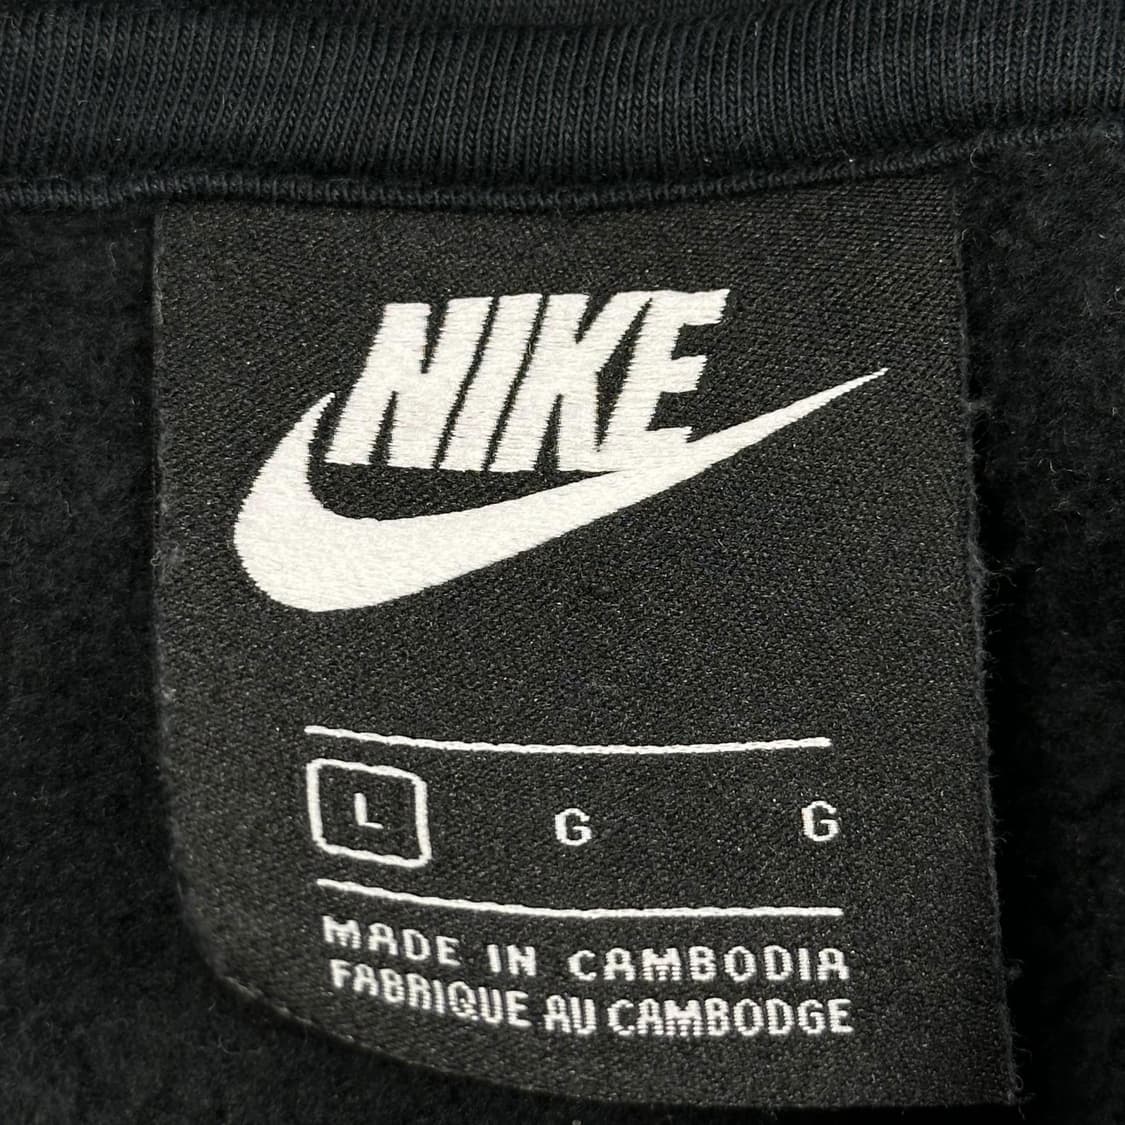 NIKE
L G G
MADE IN CAMBODIA
FABRIQUE AU CAMBODGE